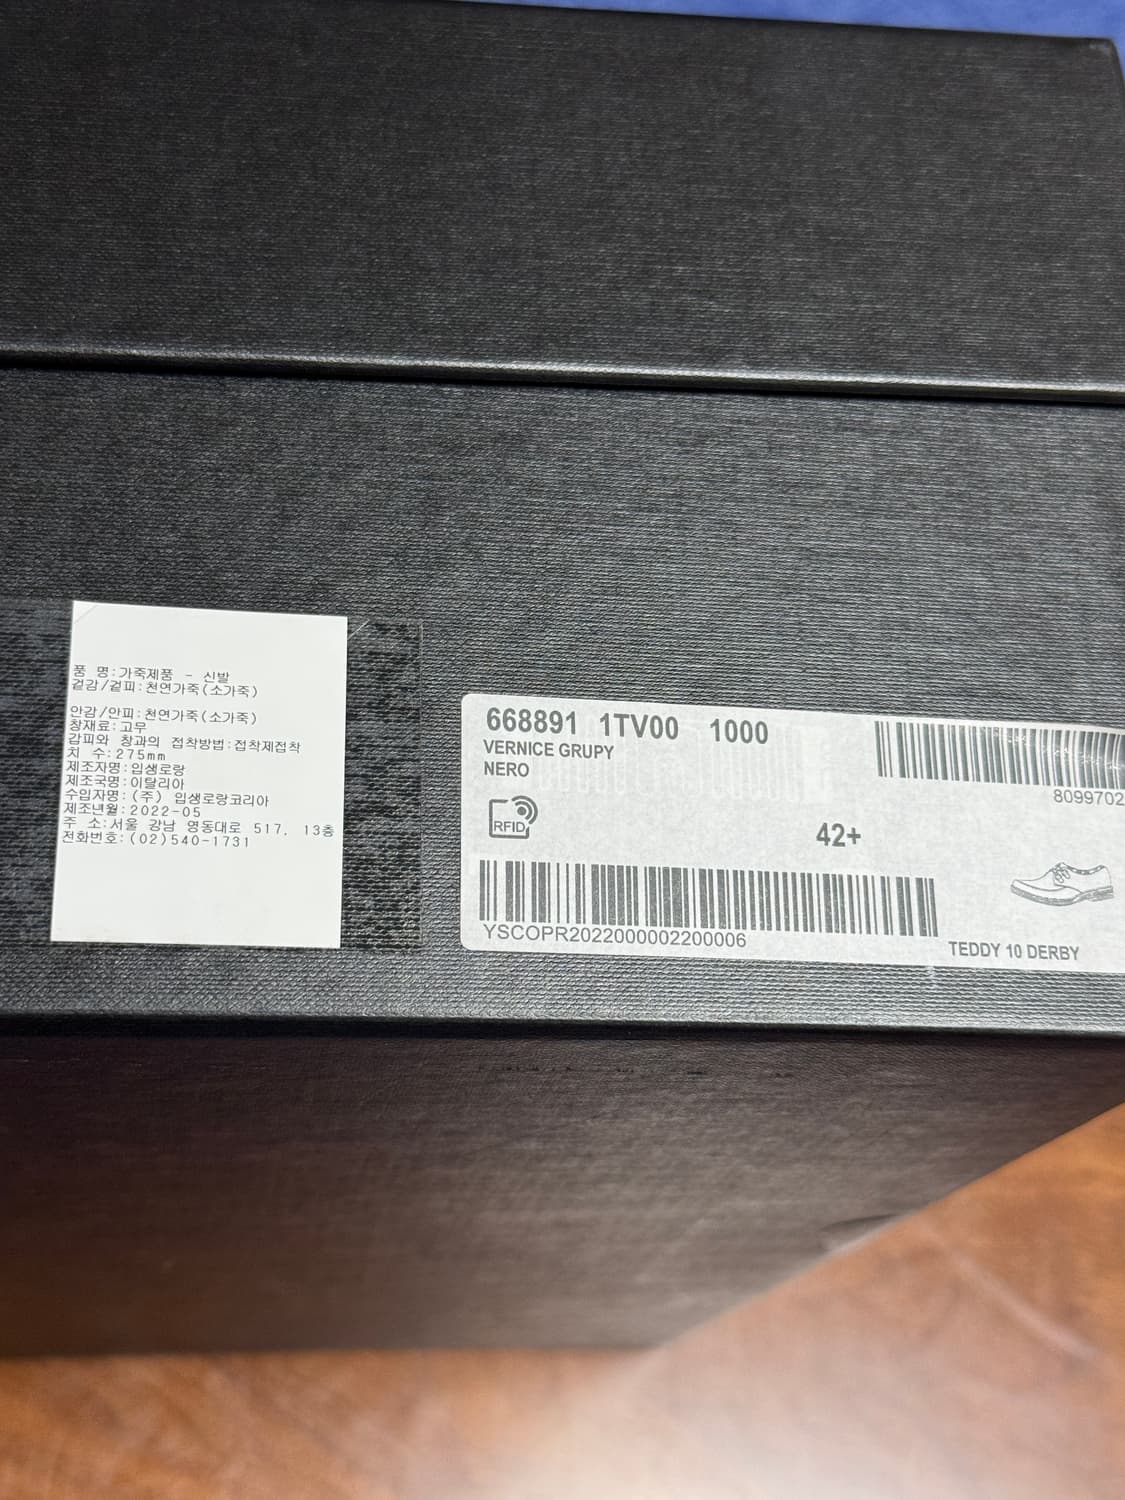 품 명:가죽제품 - 신발
겉감/겉피:천연가죽(소가죽)
안감/안피:천연가죽(소가죽)
창재료:고무
갑피와 창과의 접착방법:접착제접착
치 수:275mm
제조자명:입생로랑
제조국명:이탈리아
수입자명:(주) 입생로랑코리아
제조년월:2022-05
주 소:서울 강남 영동대로 517, 13층
전화번호:(02)540-1731
668891 1TV00 1000
VERNICE GRUPY
NERO
8099702
RFID
42+
YSCOPR2022000002200006
TEDDY 10 DERBY